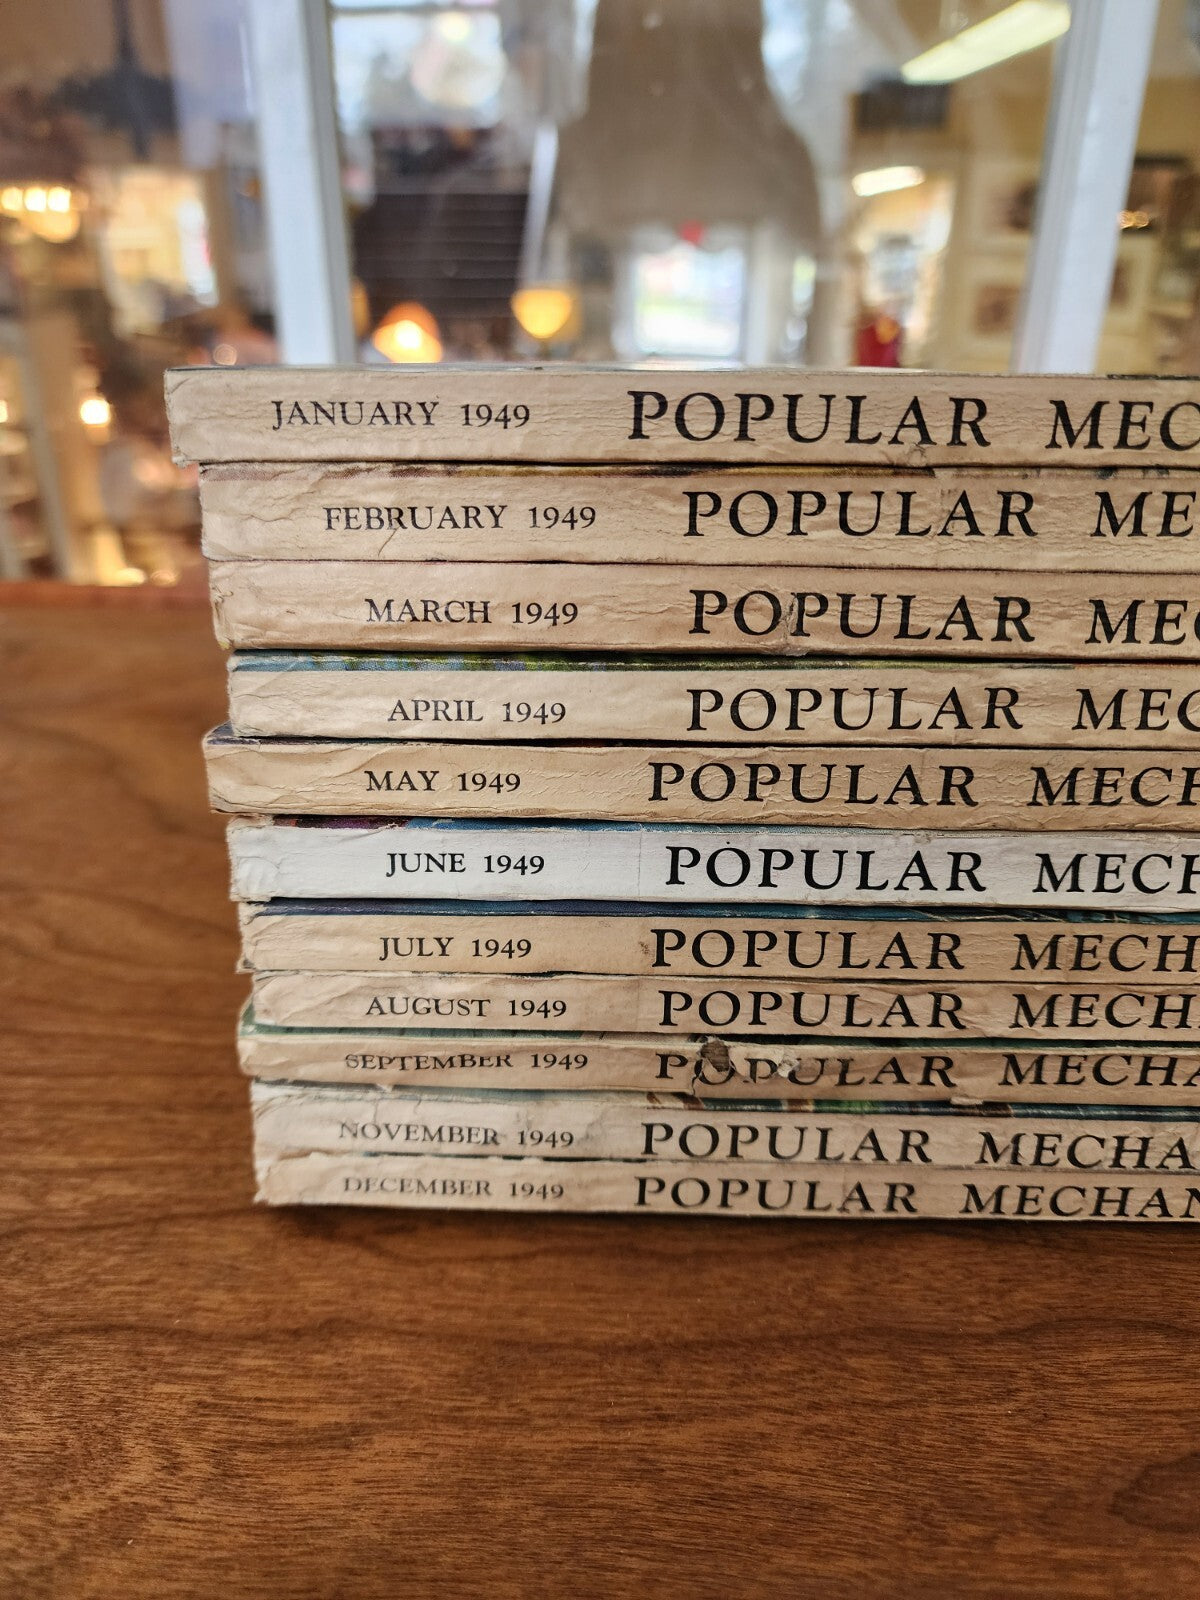 JANUARY 1949 POPULAR MEC
FEBRUARY 1949 POPULAR ME
MARCH 1949 POPULAR MEC
APRIL 1949 POPULAR MEC
MAY 1949 POPULAR MECH
JUNE 1949 POPULAR MECH
JULY 1949 POPULAR MECH
AUGUST 1949 POPULAR MECH
SEPTEMBER 1949 POPULAR MECHA
NOVEMBER 1949 POPULAR MECHA
DECEMBER 1949 POPULAR MECHAN